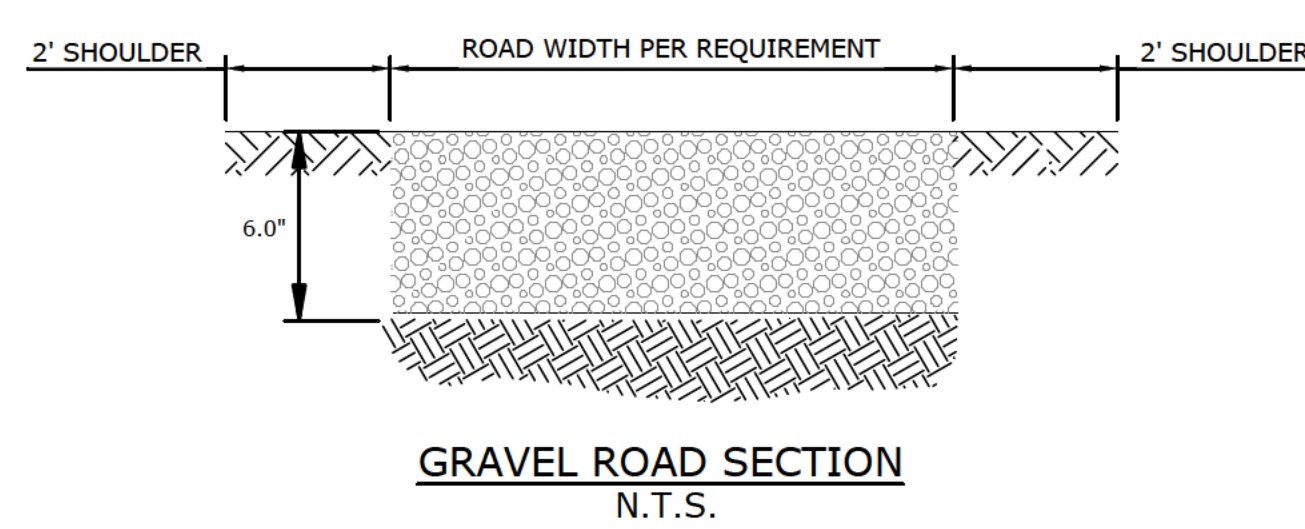 2' SHOULDER
ROAD WIDTH PER REQUIREMENT
2' SHOULDER
6.0"
GRAVEL ROAD SECTION
N.T.S.